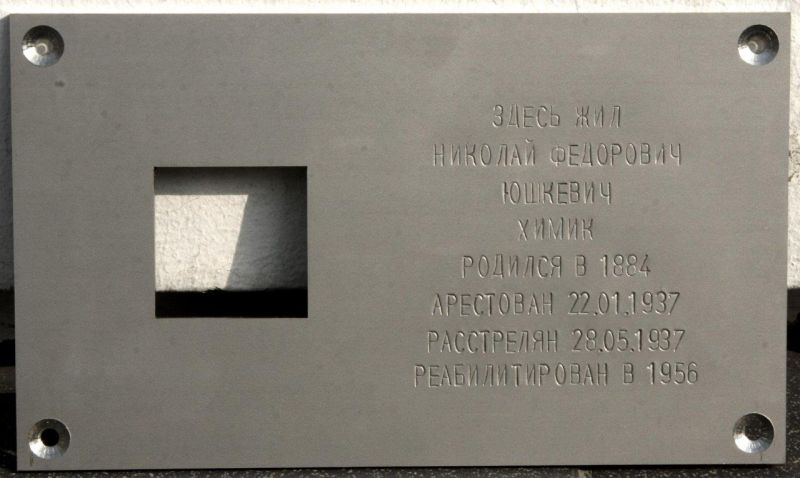 ЗДЕСЬ ЖИЛ
НИКОЛАЙ ФЕДОРОВИЧ
ЮШКЕВИЧ
ХИМИК
РОДИЛСЯ В 1884
АРЕСТОВАН 22.01.1937
РАССТРЕЛЯН 28.05.1937
РЕАБИЛИТИРОВАН В 1956